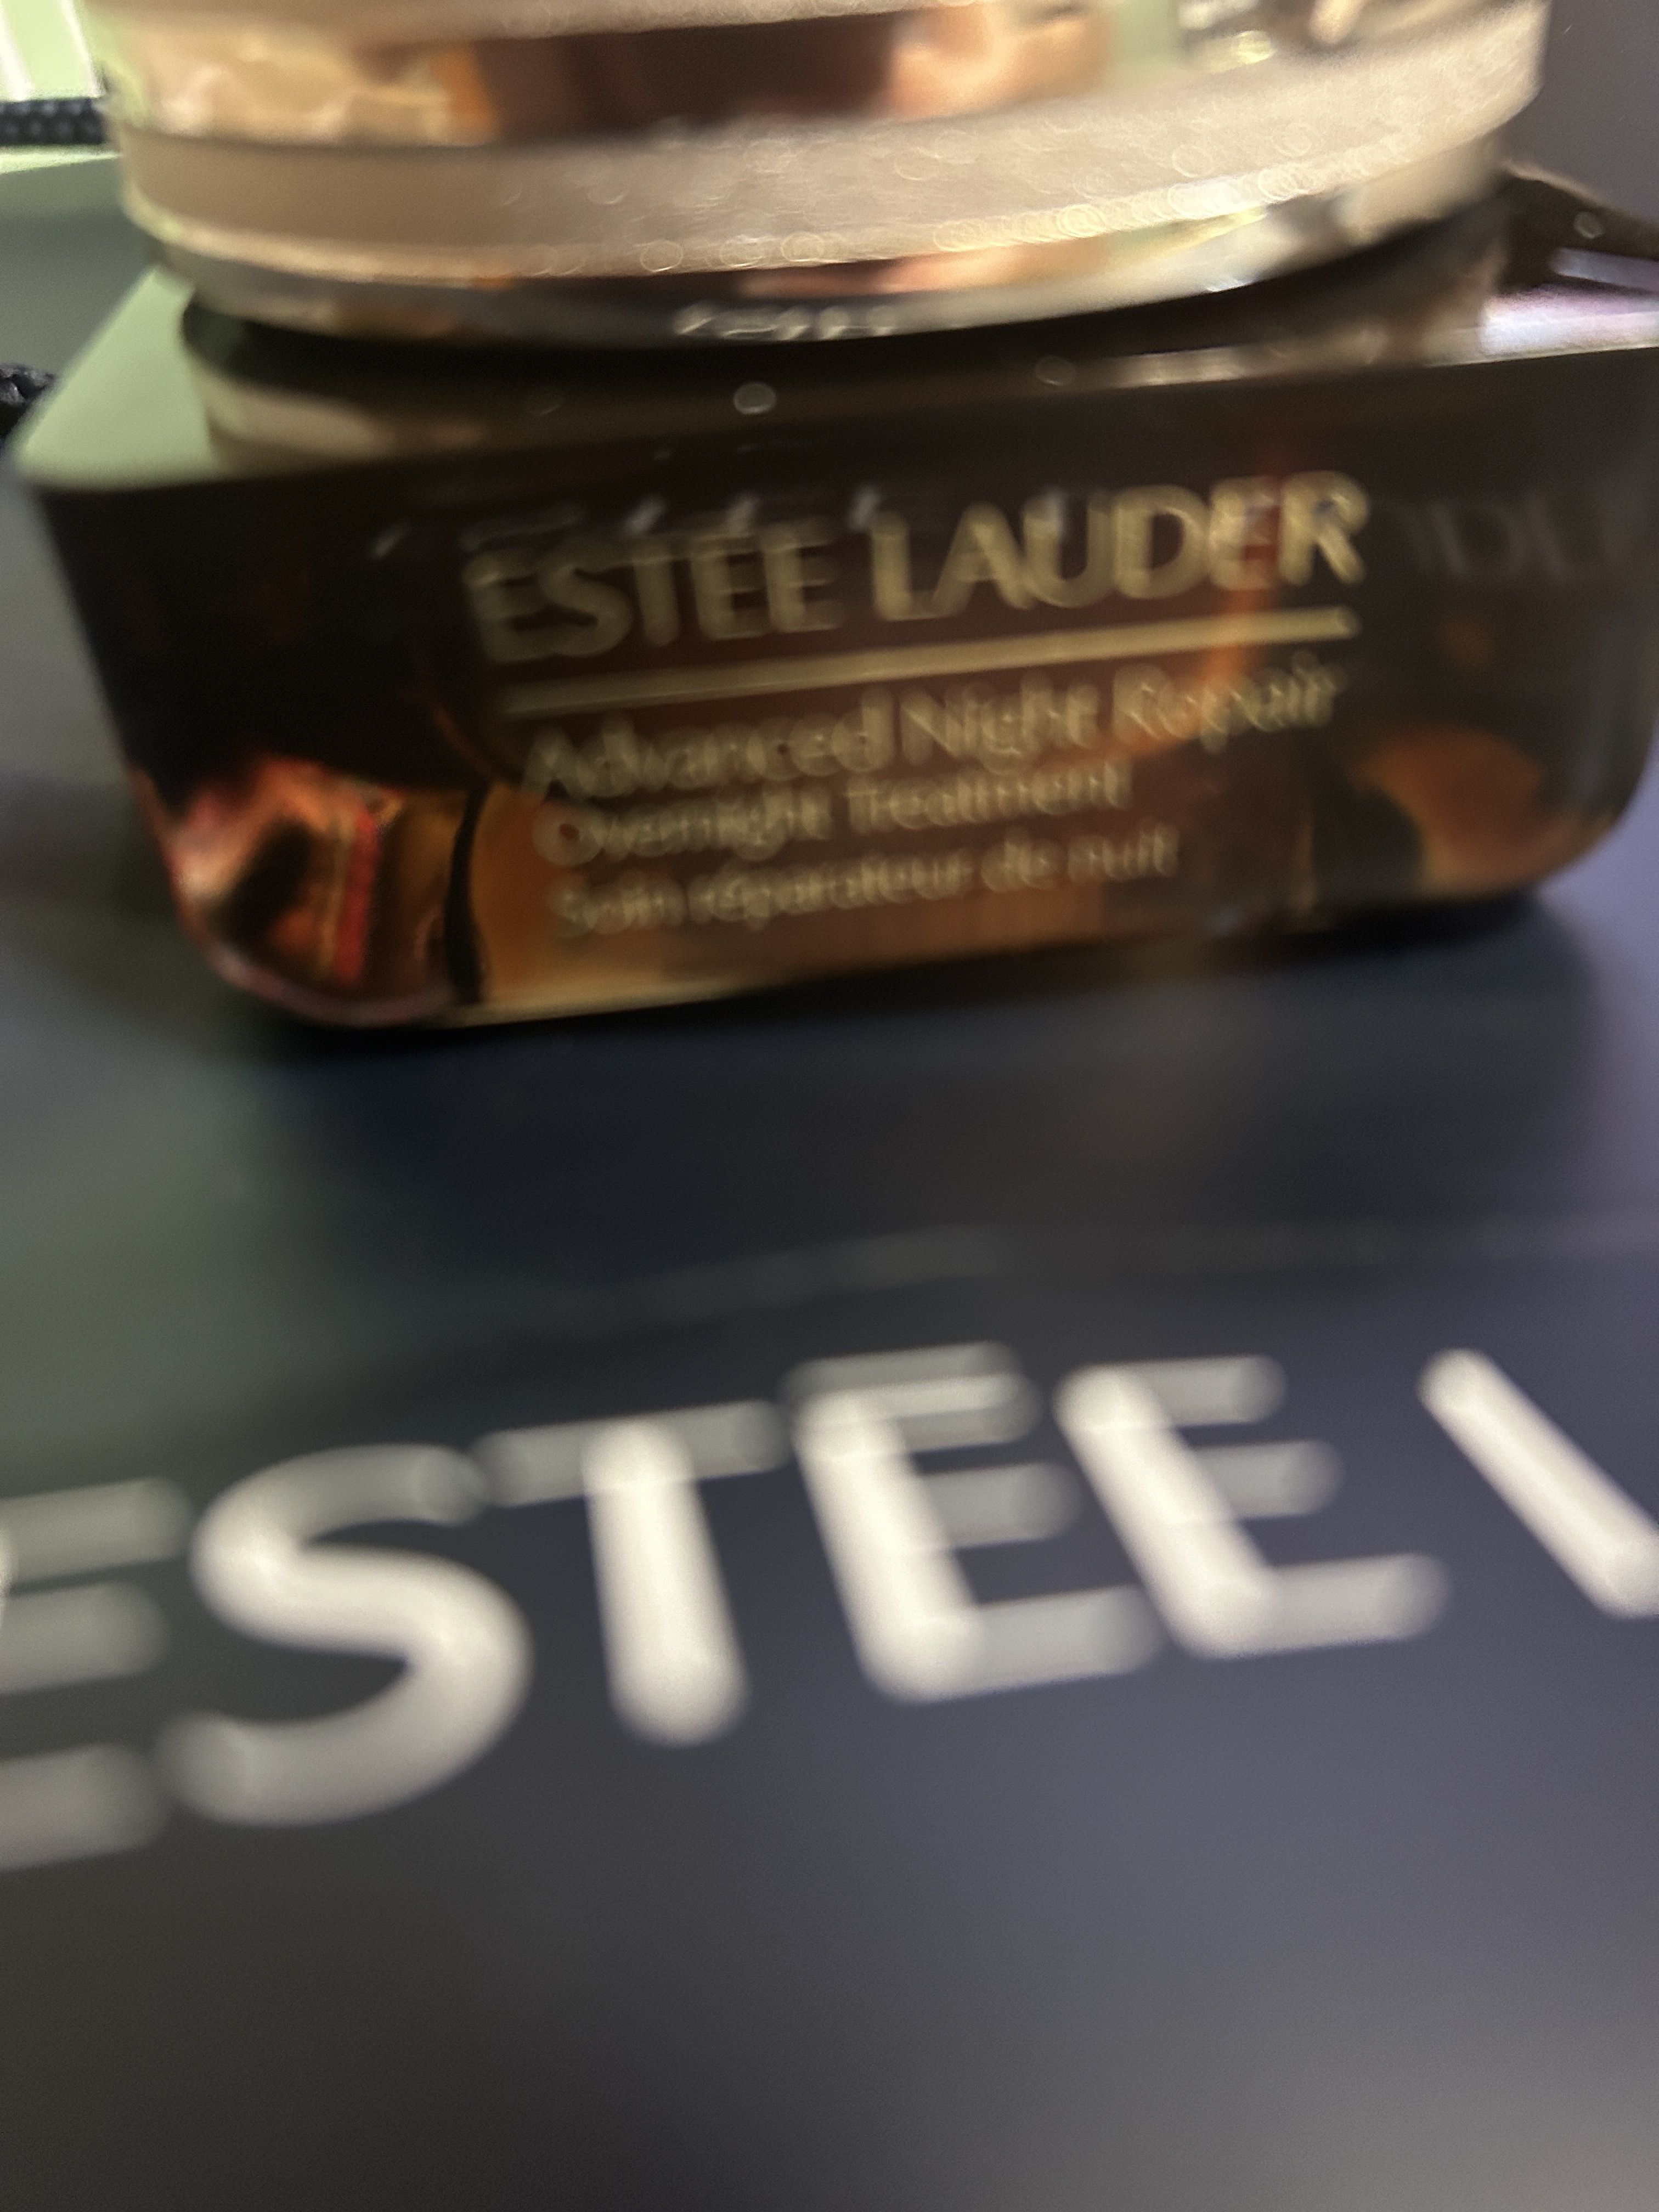 ESTĒE LAUDER
Advanced Night Repair
Overnight Treatment
Soin réparateur de nuit
ESTĒE